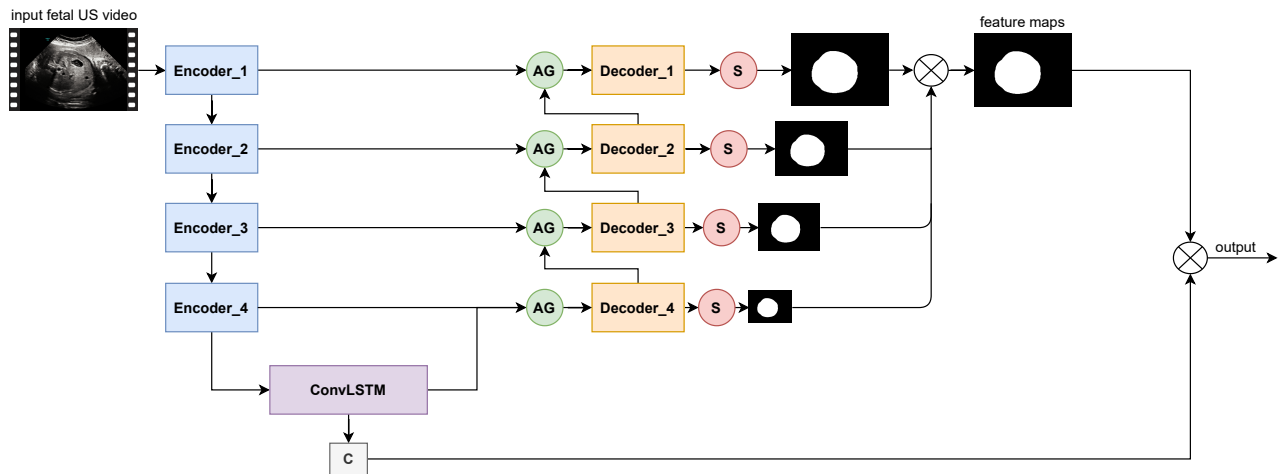 input fetal US video
feature maps
Encoder_1
AG
Decoder_1
S
Encoder_2
AG
Decoder_2
S
Encoder_3
AG
Decoder_3
S
output
Encoder_4
AG
Decoder_4
S
ConvLSTM
C